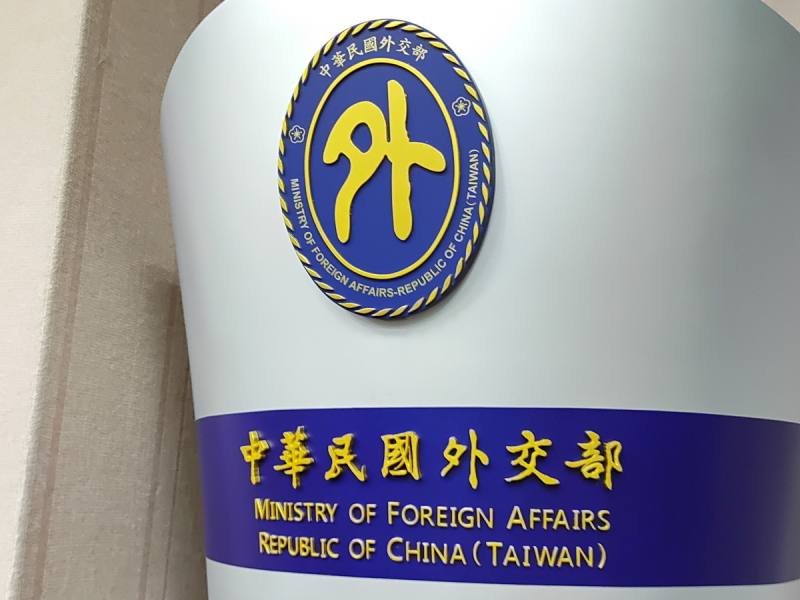 中華民國外交部
外
MINISTRY OF FOREIGN AFFAIRS-REPUBLIC OF CHINA(TAIWAN)
中華民國外交部
MINISTRY OF FOREIGN AFFAIRS
REPUBLIC OF CHINA (TAIWAN)